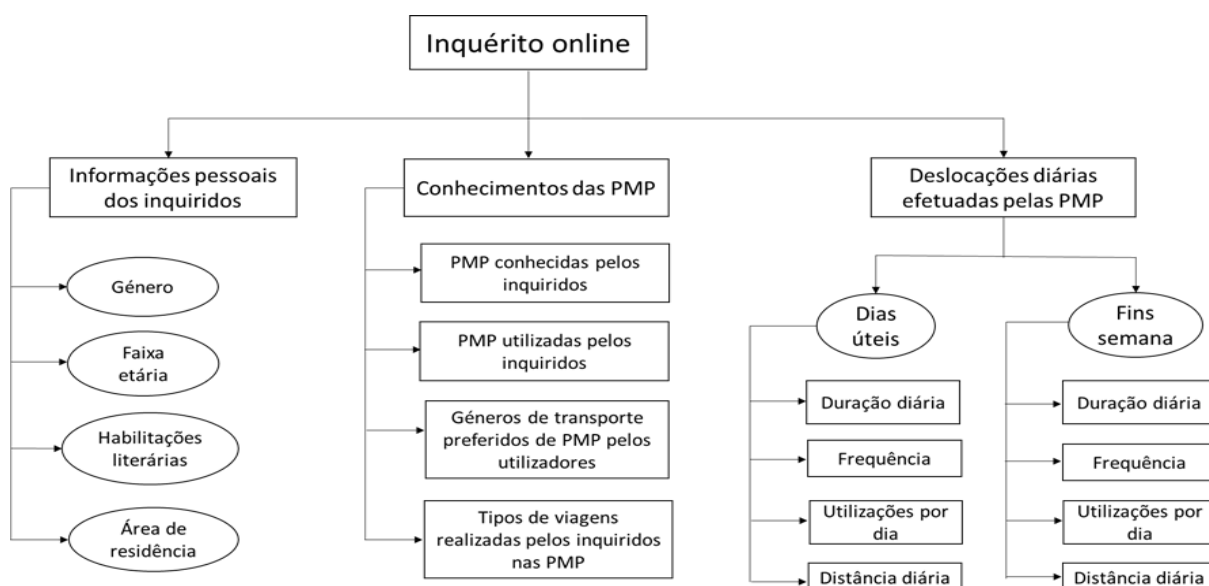 Inquérito online
Informações pessoais
dos inquiridos
Género
Faixa
etária
Habilitações
literárias
Área de
residência
Conhecimentos das PMP
PMP conhecidas pelos
inquiridos
PMP utilizadas pelos
inquiridos
Géneros de transporte
preferidos de PMP pelos
utilizadores
Tipos de viagens
realizadas pelos inquiridos
nas PMP
Deslocações diárias
efetuadas pelas PMP
Dias
úteis
Duração diária
Frequência
Utilizações por
dia
Distância diária
Fins
semana
Duração diária
Frequência
Utilizações por
dia
Distância diária